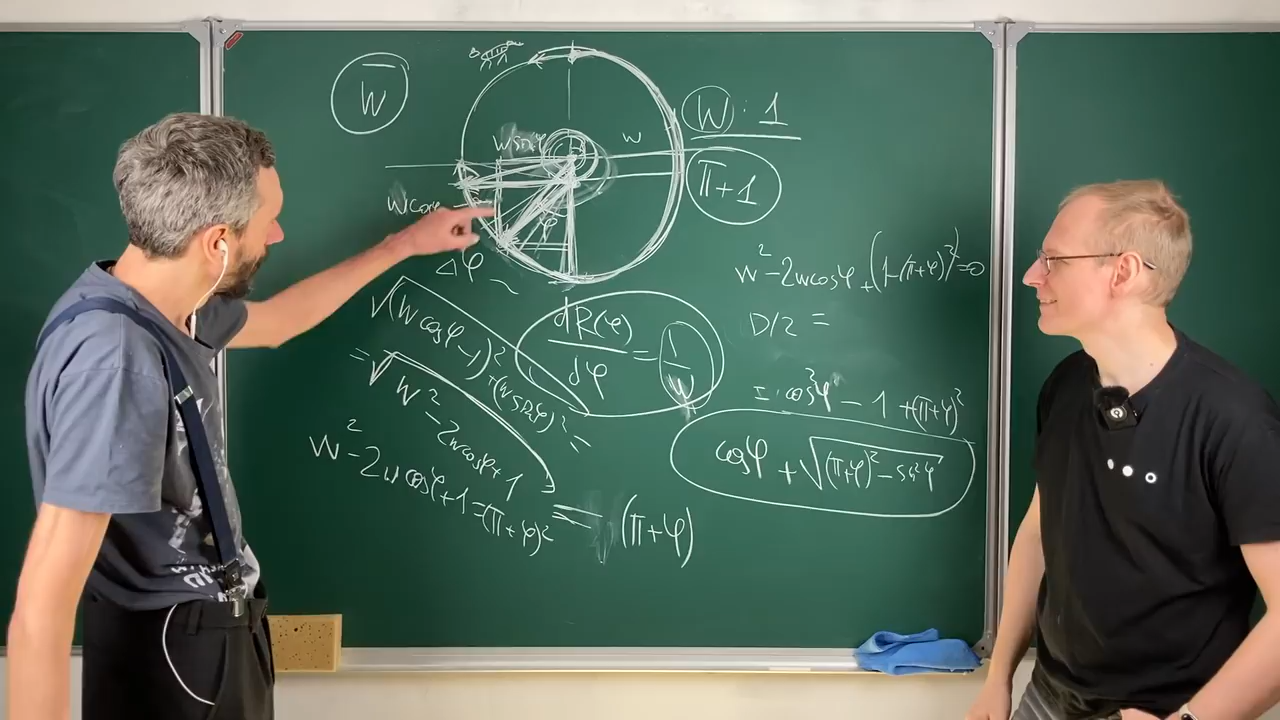 W̅
W : 1
π+1
W sin φ
w
W cos φ
φ
Δφ
w² - 2w cos φ + (1 - (π+φ)²) = 0
D/2 =
√(W cos φ - 1)² + (W sin φ)² =
dR(φ)/dφ = 1/W
= √W² - 2w cos φ + 1 = (π+φ)
w² - 2w cos φ + 1 = (π+φ)²
± cos²φ - 1 + (π+φ)²
cos φ + √(π+φ)² - sin²φ